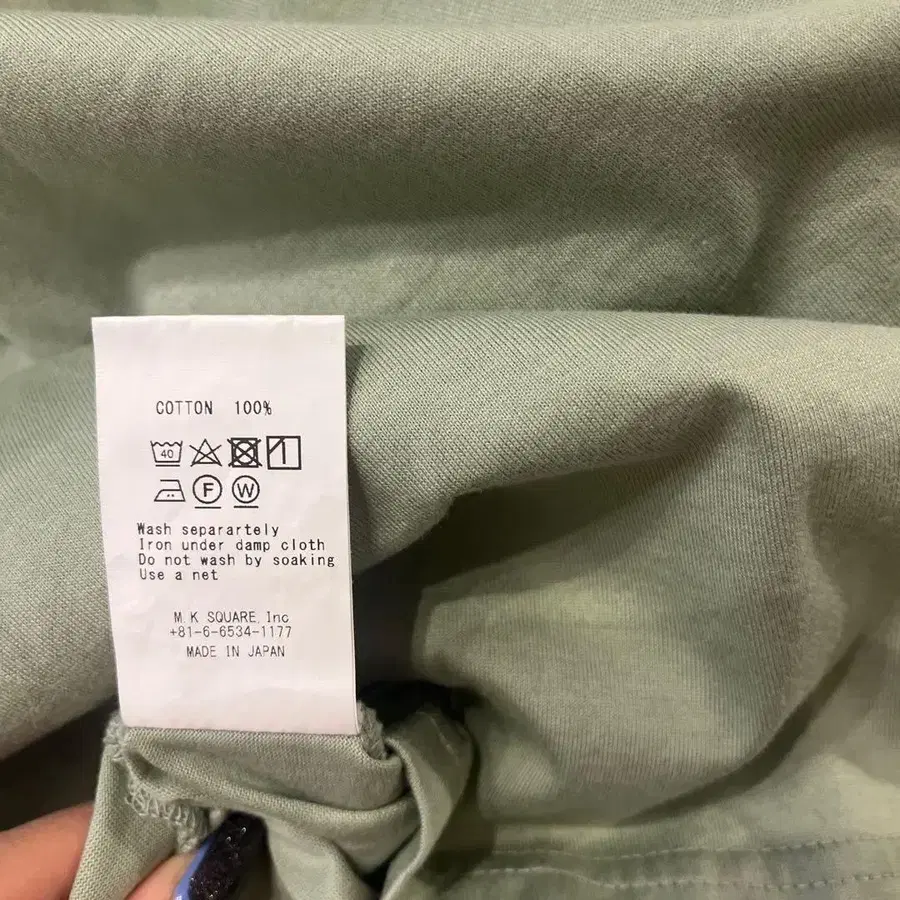 COTTON 100%
40
F W
Wash separartely
Iron under damp cloth
Do not wash by soaking
Use a net
M.K SQUARE,Inc
+81-6-6534-1177
MADE IN JAPAN